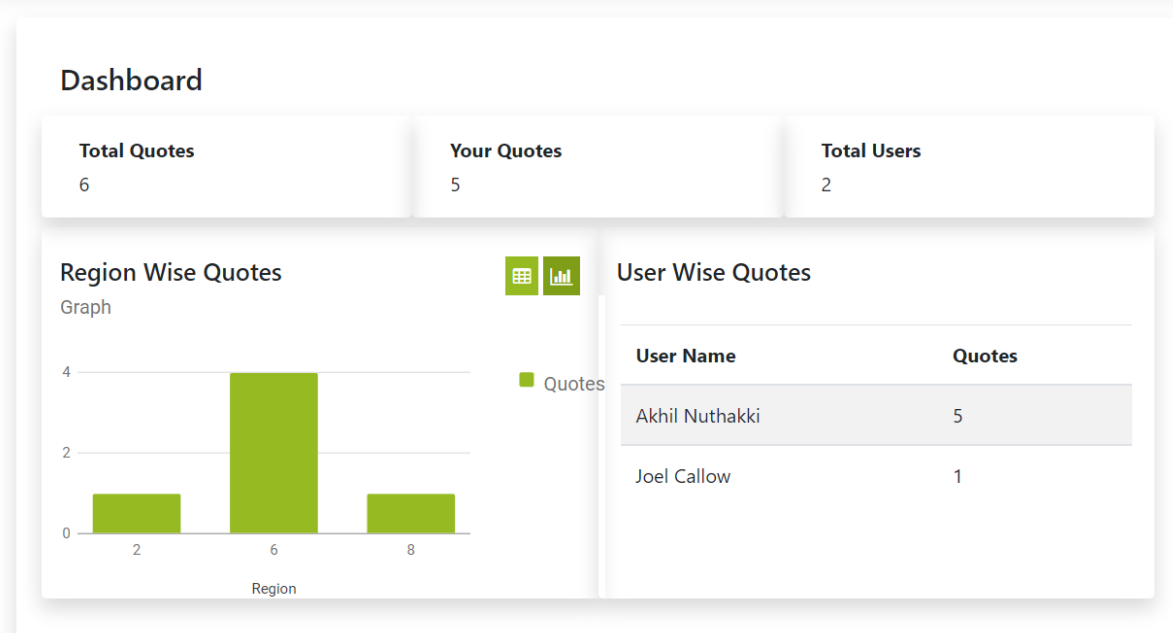 Dashboard
Total Quotes
6
Your Quotes
5
Total Users
2
Region Wise Quotes
Graph
4
2
0
2
6
8
Region
Quotes
User Wise Quotes
User Name Quotes
Akhil Nuthakki 5
Joel Callow 1